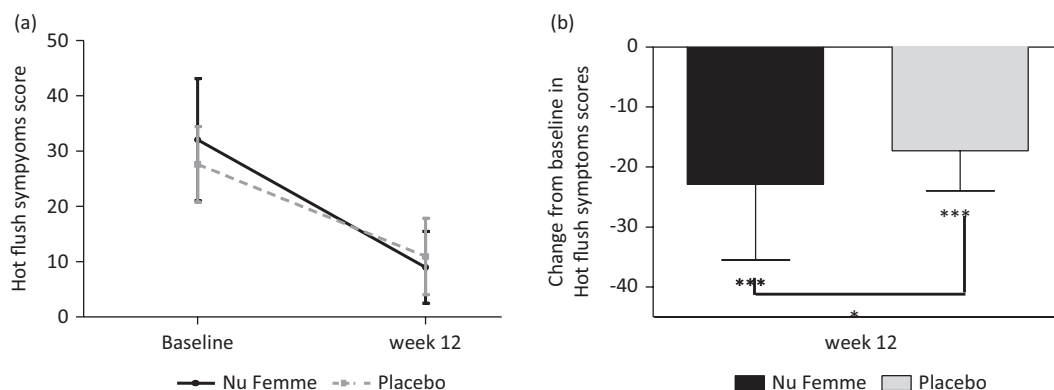 (a)
50
40
30
20
10
0
Hot flush sympyoms score
Baseline week 12
Nu Femme Placebo
(b)
-0
-10
-20
-30
-40
Change from baseline in
Hot flush symptoms scores
***
***
*
week 12
Nu Femme Placebo